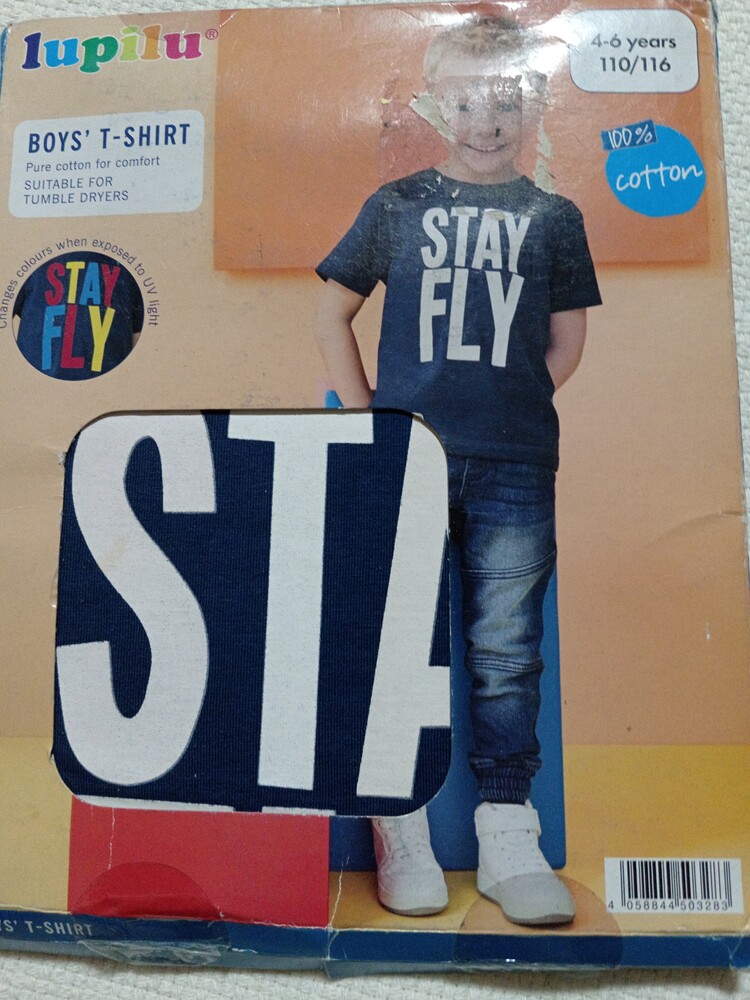 lupilu®
4-6 years
110/116
BOYS' T-SHIRT
Pure cotton for comfort
SUITABLE FOR
TUMBLE DRYERS
100%
cotton
Changes colours when exposed to UV light
STAY
FLY
STAY
FLY
STA
4 058844 503283
S' T-SHIRT